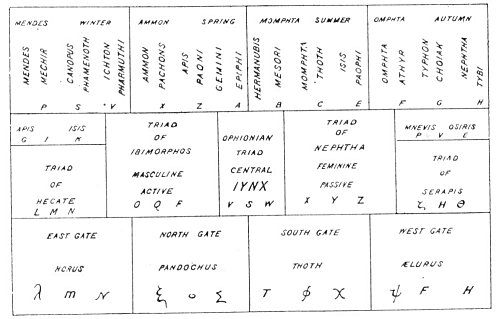 MENDES WINTER AMMON SPRING MOMPHTA SUMMER OMPHTA AUTUMN
MENDES MECHIR CANOPUS PHAMENOTH ICHTON PHARMUTHI AMMON PACHONS APIS PAONI GEMINI EPIPHI HERMANUBIS MESORI MOMPHTA THOTH ISIS PAOPHI OMPHTA ATHYR TYPHON CHOIAK NEPHTHA TYBI
P S V X Z A B C E F G H
APIS ISIS
G I K
TRIAD
OF
HECATE
L M N
TRIAD
OF
IBIMORPHOS
MASCULINE
ACTIVE
O Q F
OPHIONIAN
TRIAD
CENTRAL
IYNX
V S W
TRIAD
OF
NEPHTHA
FEMININE
PASSIVE
X Y Z
MNEVIS OSIRIS
P V E
TRIAD
OF
SERAPIS
ζ H Θ
EAST GATE NORTH GATE SOUTH GATE WEST GATE
HORUS PANDOCHUS THOTH ÆLURUS
λ m N ξ o Σ T ϕ χ ψ F H